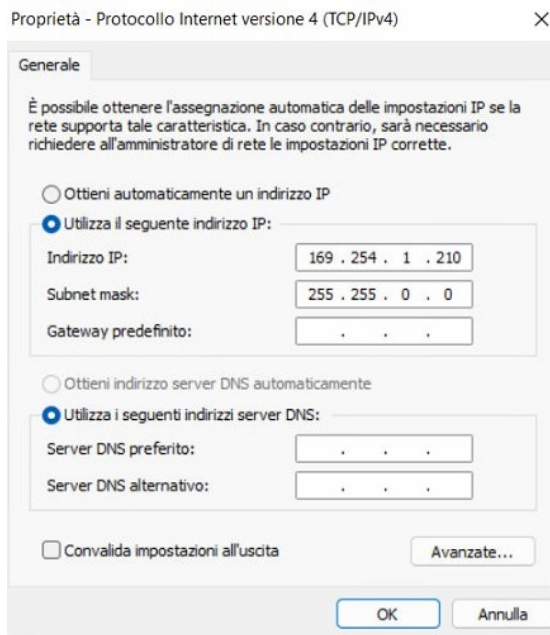 Proprietà - Protocollo Internet versione 4 (TCP/IPv4)
Generale
È possibile ottenere l'assegnazione automatica delle impostazioni IP se la
rete supporta tale caratteristica. In caso contrario, sarà necessario
richiedere all'amministratore di rete le impostazioni IP corrette.
Ottieni automaticamente un indirizzo IP
Utilizza il seguente indirizzo IP:
Indirizzo IP: 169 . 254 . 1 . 210
Subnet mask: 255 . 255 . 0 . 0
Gateway predefinito: . . .
Ottieni indirizzo server DNS automaticamente
Utilizza i seguenti indirizzi server DNS:
Server DNS preferito: . . .
Server DNS alternativo: . . .
Convalida impostazioni all'uscita Avanzate...
OK Annulla